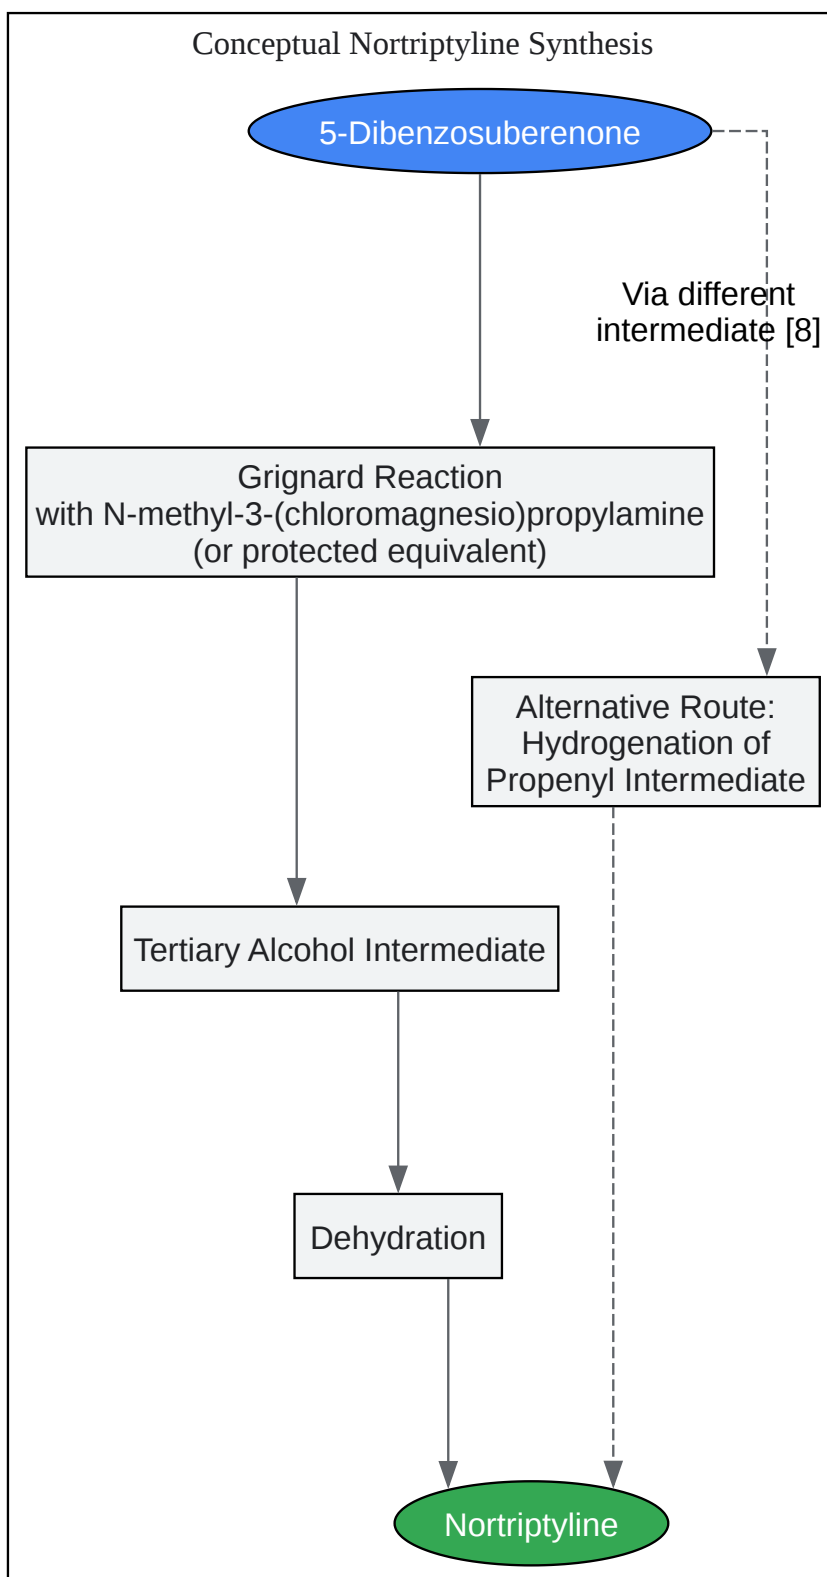 Conceptual Nortriptyline Synthesis
5-Dibenzosuberenone
Via different
intermediate [8]
Grignard Reaction
with N-methyl-3-(chloromagnesio)propylamine
(or protected equivalent)
Alternative Route:
Hydrogenation of
Propenyl Intermediate
Tertiary Alcohol Intermediate
Dehydration
Nortriptyline